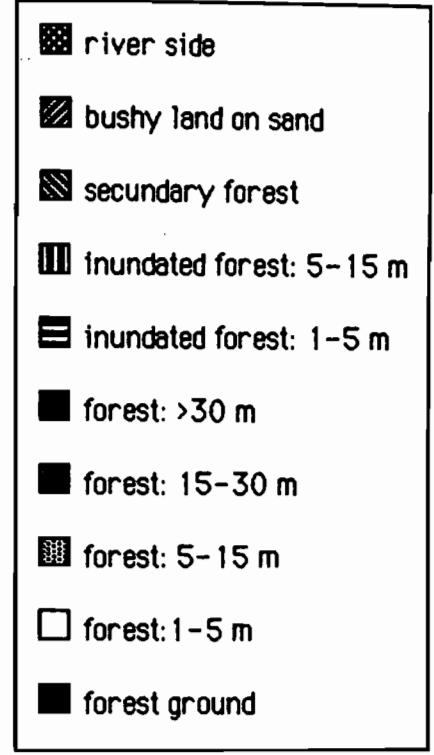 river side
bushy land on sand
secundary forest
inundated forest: 5-15 m
inundated forest: 1-5 m
forest: >30 m
forest: 15-30 m
forest: 5-15 m
forest: 1-5 m
forest ground